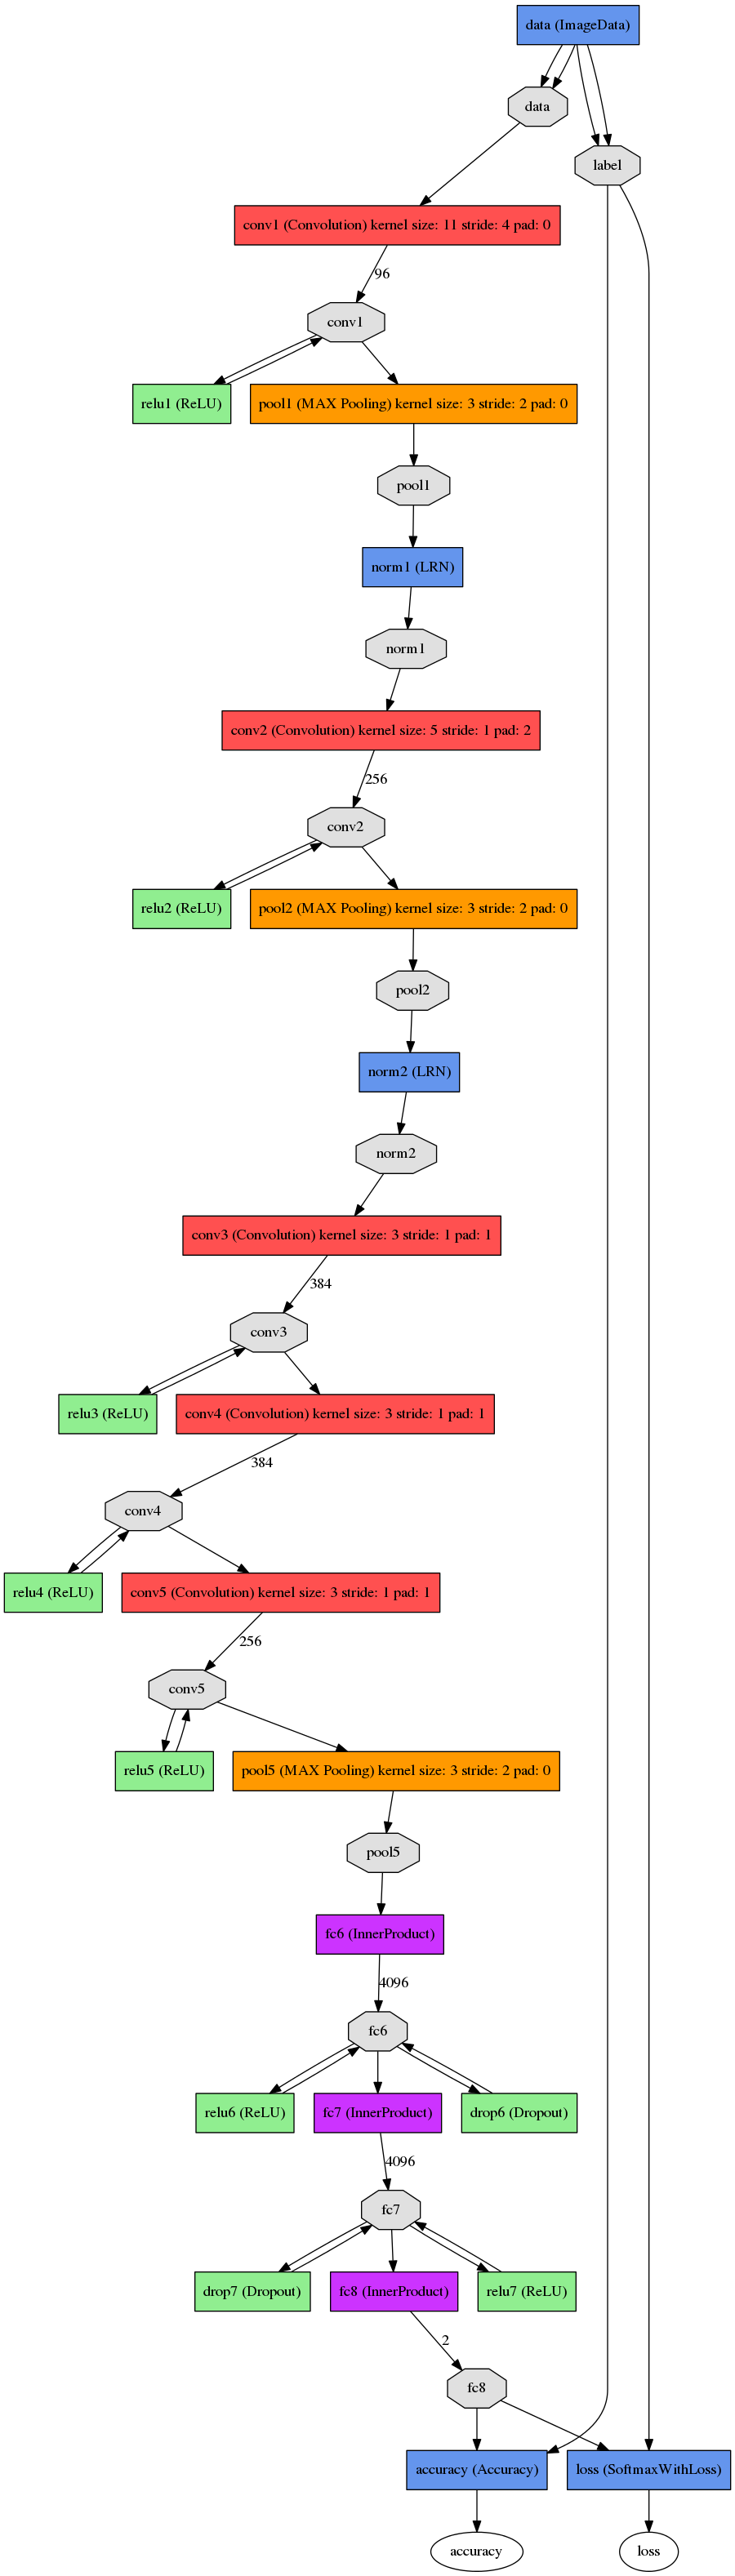 data (ImageData)
data
label
conv1 (Convolution) kernel size: 11 stride: 4 pad: 0
96
conv1
relu1 (ReLU)
pool1 (MAX Pooling) kernel size: 3 stride: 2 pad: 0
pool1
norm1 (LRN)
norm1
conv2 (Convolution) kernel size: 5 stride: 1 pad: 2
256
conv2
relu2 (ReLU)
pool2 (MAX Pooling) kernel size: 3 stride: 2 pad: 0
pool2
norm2 (LRN)
norm2
conv3 (Convolution) kernel size: 3 stride: 1 pad: 1
384
conv3
relu3 (ReLU)
conv4 (Convolution) kernel size: 3 stride: 1 pad: 1
384
conv4
relu4 (ReLU)
conv5 (Convolution) kernel size: 3 stride: 1 pad: 1
256
conv5
relu5 (ReLU)
pool5 (MAX Pooling) kernel size: 3 stride: 2 pad: 0
pool5
fc6 (InnerProduct)
4096
fc6
relu6 (ReLU)
fc7 (InnerProduct)
drop6 (Dropout)
4096
fc7
drop7 (Dropout)
fc8 (InnerProduct)
relu7 (ReLU)
2
fc8
accuracy (Accuracy)
loss (SoftmaxWithLoss)
accuracy
loss